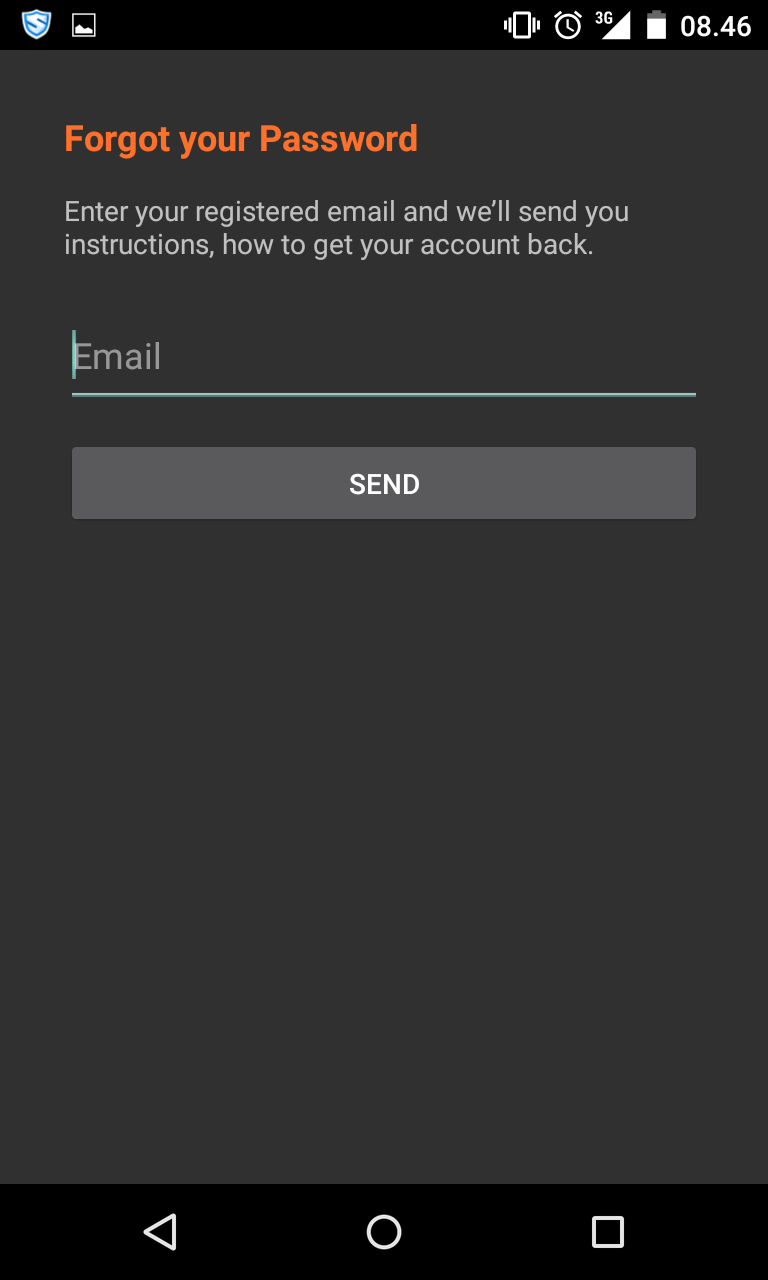 3G 08.46
Forgot your Password
Enter your registered email and we’ll send you
instructions, how to get your account back.
Email
SEND